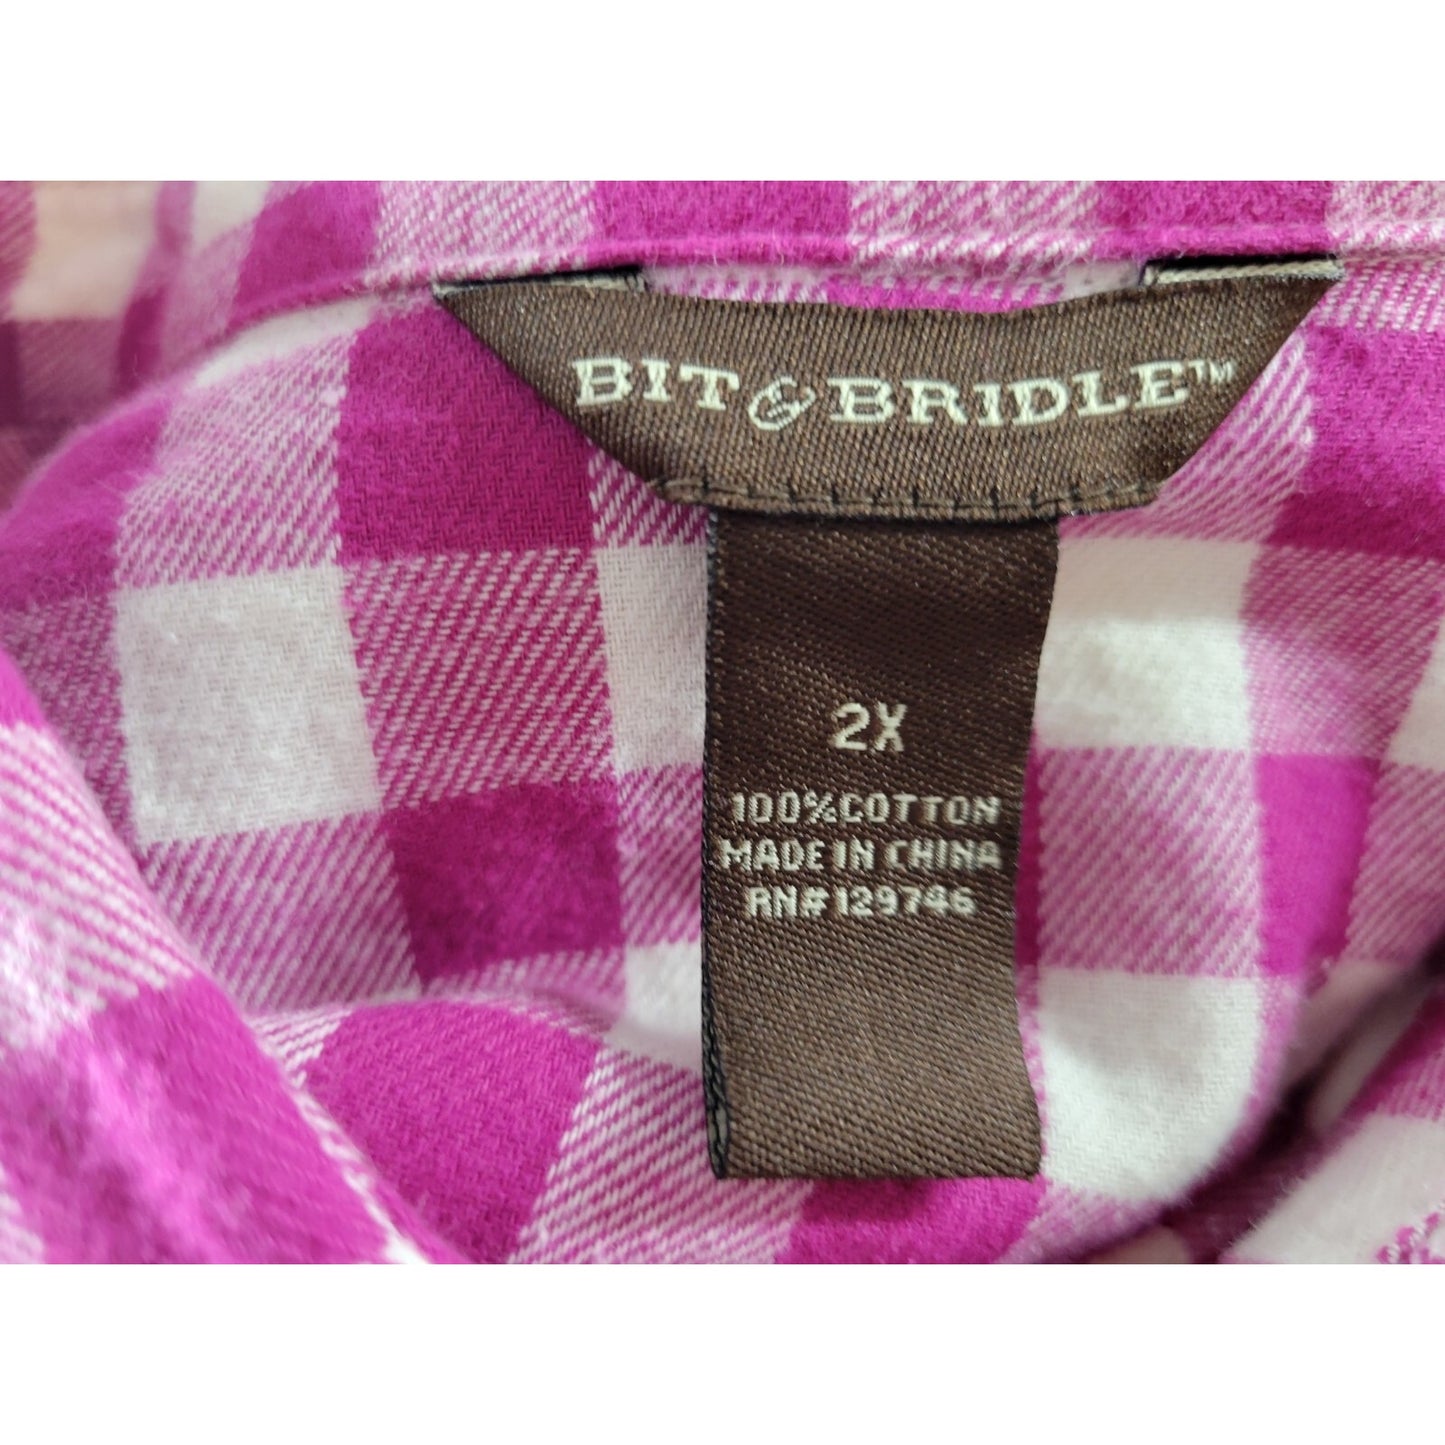 BIT & BRIDLE™
2X
100%COTTON
MADE IN CHINA
RN#129746